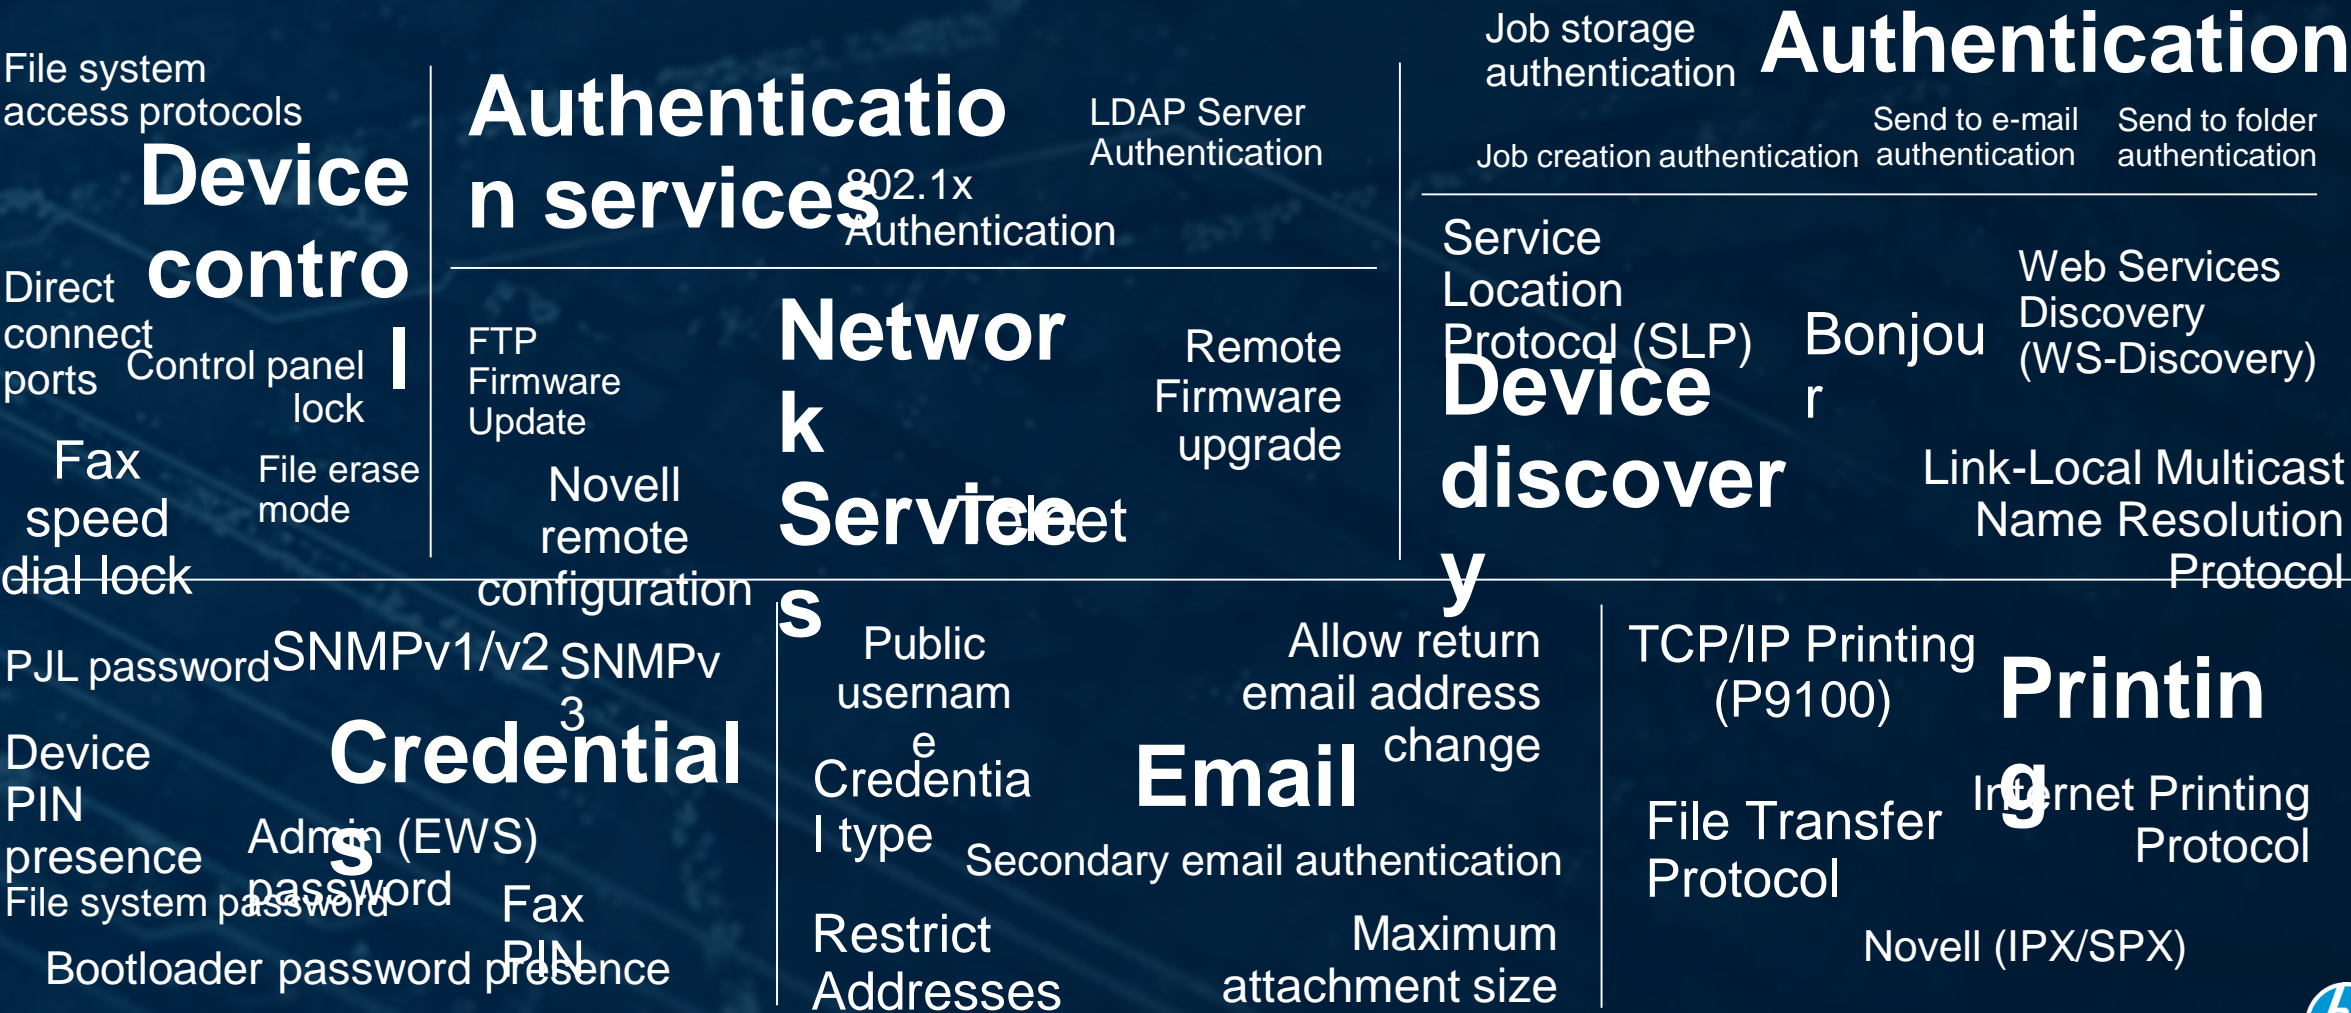 File system
access protocols
Device
contro
l
Direct
connect
ports
Control panel
lock
Fax
speed
dial lock
File erase
mode
Authenticatio
n services
LDAP Server
Authentication
802.1x
Authentication
Networ
k
Service
s
FTP
Firmware
Update
Remote
Firmware
upgrade
Novell
remote
configuration
Telnet
Job storage
authentication
Authentication
Job creation authentication
Send to e-mail
authentication
Send to folder
authentication
Service
Location
Protocol (SLP)
Bonjou
r
Web Services
Discovery
(WS-Discovery)
Device
discover
y
Link-Local Multicast
Name Resolution
Protocol
PJL password
SNMPv1/v2
SNMPv
3
Credential
s
Device
PIN
presence
Admin (EWS)
password
File system password
Fax
PIN
Bootloader password presence
Public
usernam
e
Allow return
email address
change
Credentia
l type
Email
Secondary email authentication
Restrict
Addresses
Maximum
attachment size
TCP/IP Printing
(P9100)
Printin
g
File Transfer
Protocol
Internet Printing
Protocol
Novell (IPX/SPX)